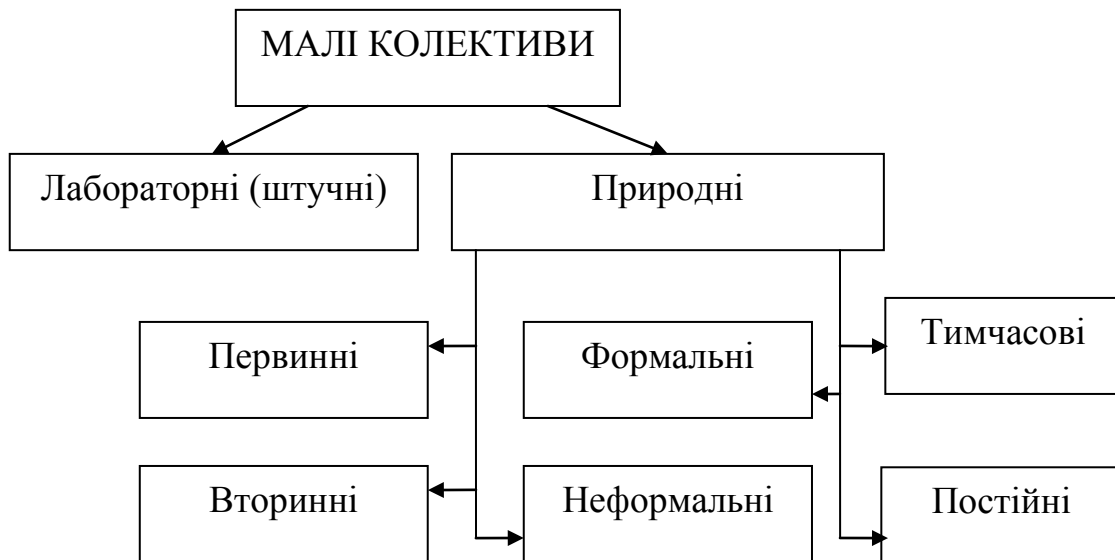 МАЛІ КОЛЕКТИВИ
Лабораторні (штучні)
Природні
Первинні
Формальні
Тимчасові
Вторинні
Неформальні
Постійні